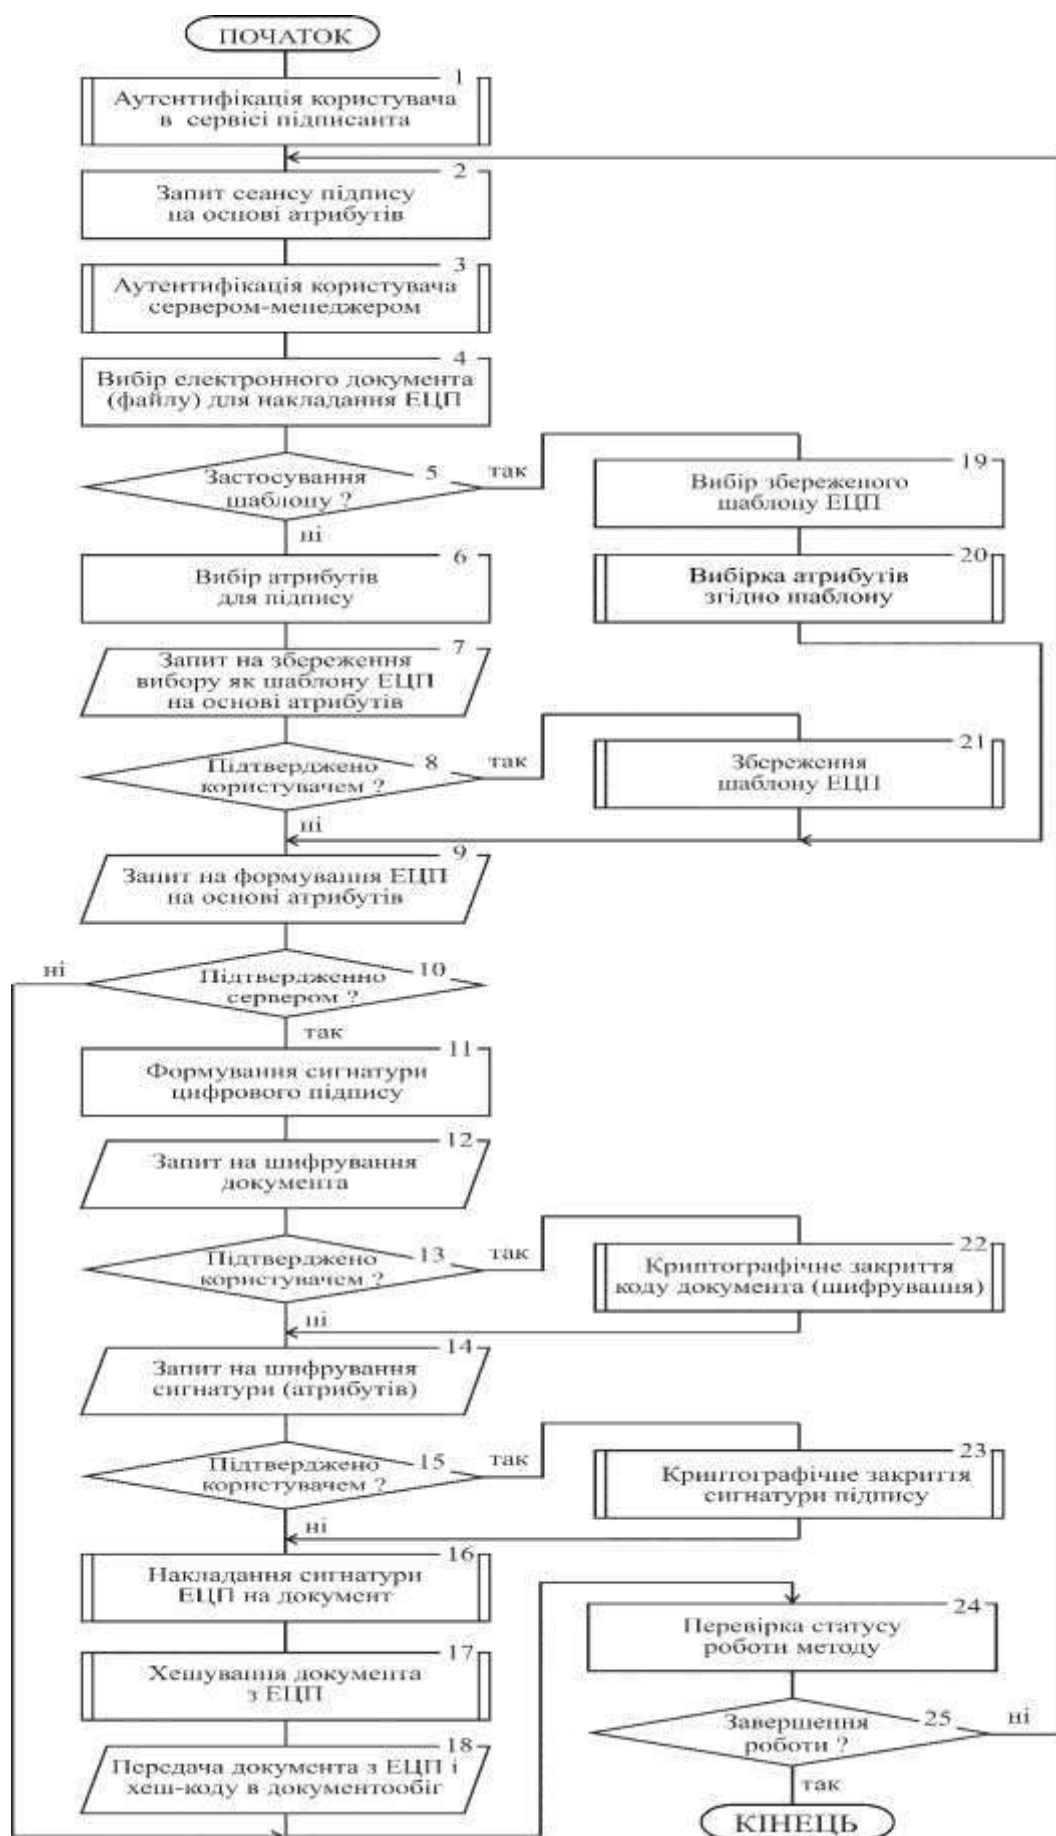 ПОЧАТОК
1
Аутентифікація користувача
в сервісі підписанта
2
Запит сеансу підпису
на основі атрибутів
3
Аутентифікація користувача
сервером-менеджером
4
Вибір електронного документа
(файлу) для накладання ЕЦП
Застосування
шаблону ?
5
так
ні
19
Вибір збереженого
шаблону ЕЦП
20
Вибірка атрибутів
згідно шаблону
6
Вибір атрибутів
для підпису
7
Запит на збереження
вибору як шаблону ЕЦП
на основі атрибутів
Підтверджено
користувачем ?
8
так
ні
21
Збереження
шаблону ЕЦП
9
Запит на формування ЕЦП
на основі атрибутів
ні
Підтвердженно
сервером ?
10
так
11
Формування сигнатури
цифрового підпису
12
Запит на шифрування
документа
Підтверджено
користувачем ?
13
так
ні
22
Криптографічне закриття
коду документа (шифрування)
14
Запит на шифрування
сигнатури (атрибутів)
Підтверджено
користувачем ?
15
так
ні
23
Криптографічне закриття
сигнатури підпису
16
Накладання сигнатури
ЕЦП на документ
17
Хешування документа
з ЕЦП
18
Передача документа з ЕЦП і
хеш-коду в документообіг
24
Перевірка статусу
роботи методу
Завершення
роботи ?
25
ні
так
КІНЕЦЬ